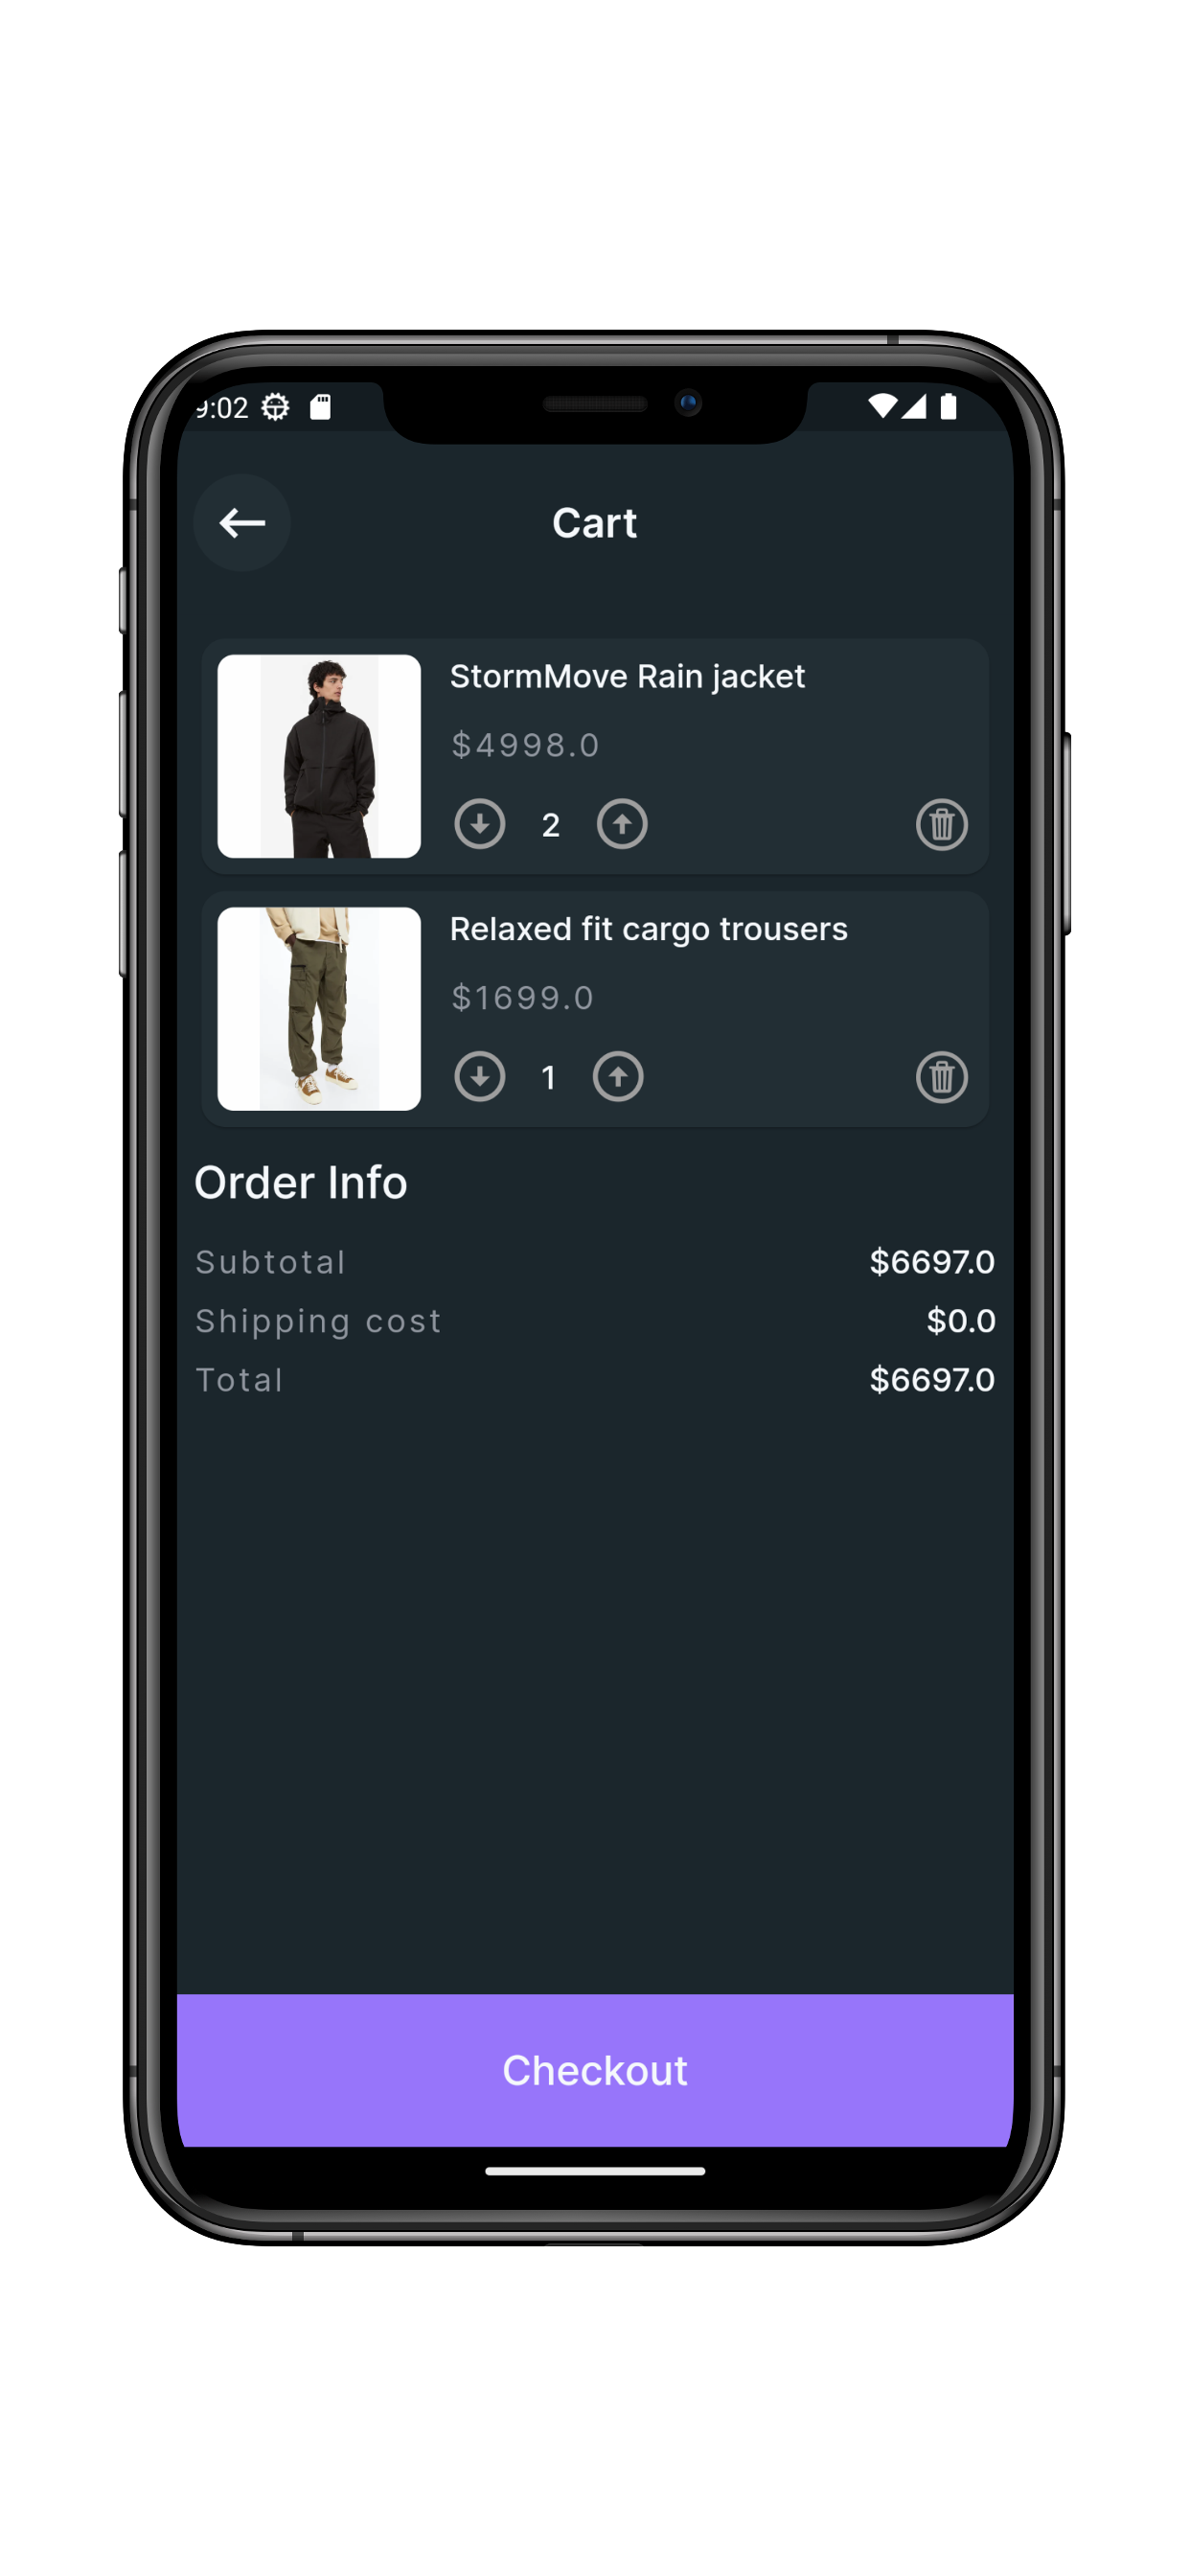 9:02
Cart
StormMove Rain jacket
$4998.0
2
Relaxed fit cargo trousers
$1699.0
1
Order Info
Subtotal $6697.0
Shipping cost $0.0
Total $6697.0
Checkout